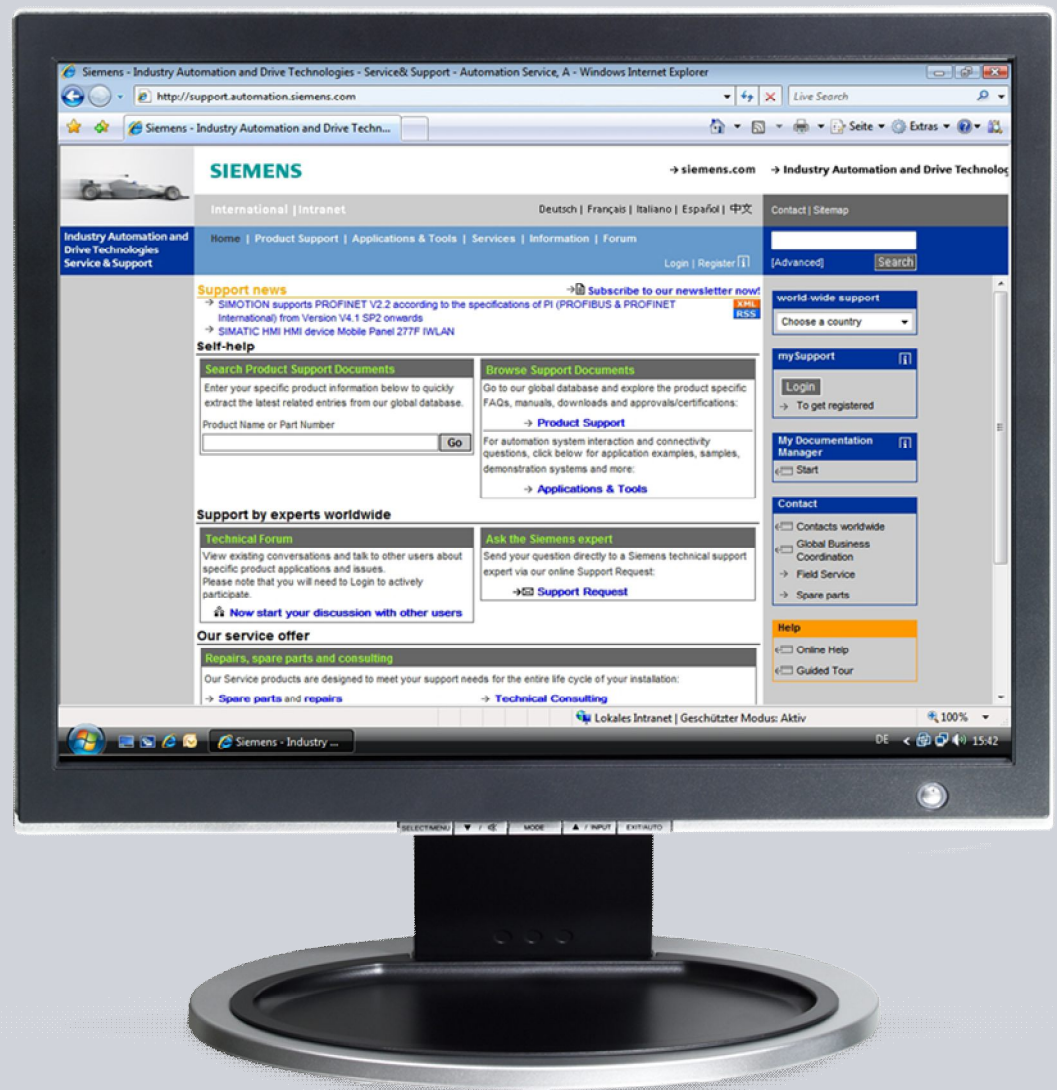 Siemens - Industry Automation and Drive Technologies - Service& Support - Automation Service, A - Windows Internet Explorer
http://support.automation.siemens.com
Live Search
Siemens - Industry Automation and Drive Techn...
Seite
Extras
SIEMENS
→ siemens.com → Industry Automation and Drive Technolog
International | Intranet
Deutsch | Français | Italiano | Español | 中文
Contact | Sitemap
Industry Automation and
Drive Technologies
Service & Support
Home | Product Support | Applications & Tools | Services | Information | Forum
Login | Register
[Advanced] Search
Support news
→ Subscribe to our newsletter now!
→ SIMOTION supports PROFINET V2.2 according to the specifications of PI (PROFIBUS & PROFINET
International) from Version V4.1 SP2 onwards
XML
RSS
→ SIMATIC HMI HMI device Mobile Panel 277F IWLAN
Self-help
Search Product Support Documents
Enter your specific product information below to quickly
extract the latest related entries from our global database.
Product Name or Part Number
Go
Browse Support Documents
Go to our global database and explore the product specific
FAQs, manuals, downloads and approvals/certifications:
→ Product Support
For automation system interaction and connectivity
questions, click below for application examples, samples,
demonstration systems and more:
→ Applications & Tools
Support by experts worldwide
Technical Forum
View existing conversations and talk to other users about
specific product applications and issues.
Please note that you will need to Login to actively
participate.
Now start your discussion with other users
Ask the Siemens expert
Send your question directly to a Siemens technical support
expert via our online Support Request:
→ Support Request
Our service offer
Repairs, spare parts and consulting
Our Service products are designed to meet your support needs for the entire life cycle of your installation:
→ Spare parts and repairs
→ Technical Consulting
world-wide support
Choose a country
mySupport
Login
→ To get registered
My Documentation
Manager
Start
Contact
Contacts worldwide
Global Business
Coordination
→ Field Service
→ Spare parts
Help
Online Help
Guided Tour
Lokales Intranet | Geschützter Modus: Aktiv
100%
Siemens - Industry ...
DE
15:42
SELECT/MENU ▼ / MODE ▲ / INPUT EXIT/AUTO